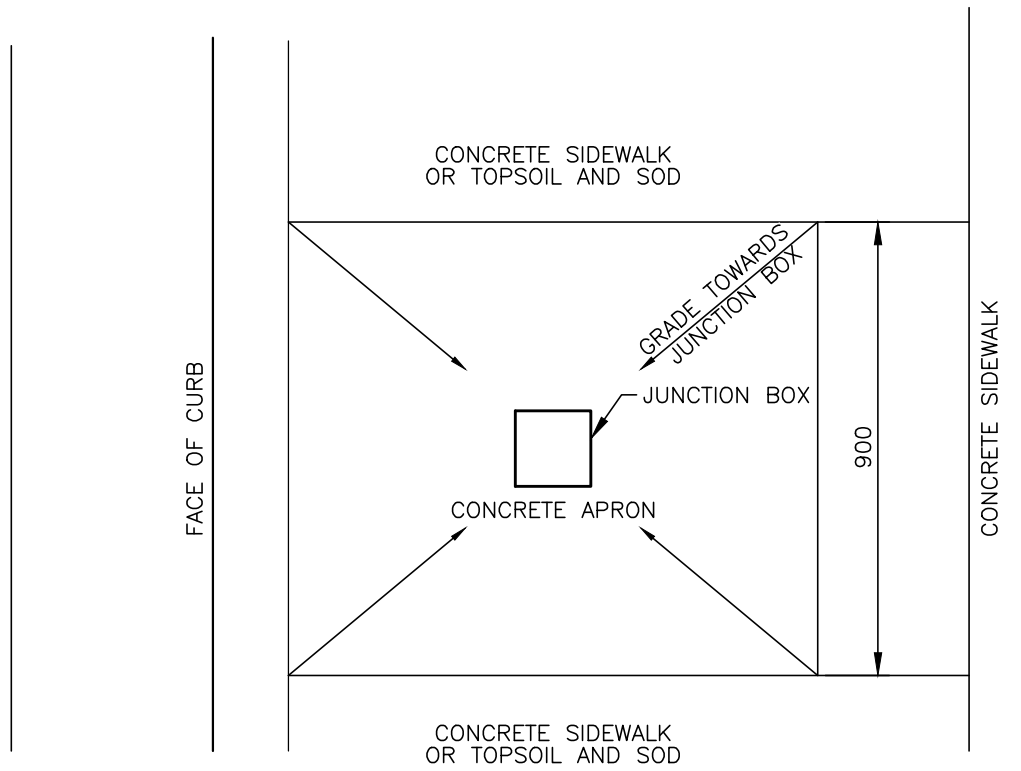 CONCRETE SIDEWALK
OR TOPSOIL AND SOD
GRADE TOWARDS
JUNCTION BOX
JUNCTION BOX
FACE OF CURB
900
CONCRETE SIDEWALK
CONCRETE APRON
CONCRETE SIDEWALK
OR TOPSOIL AND SOD